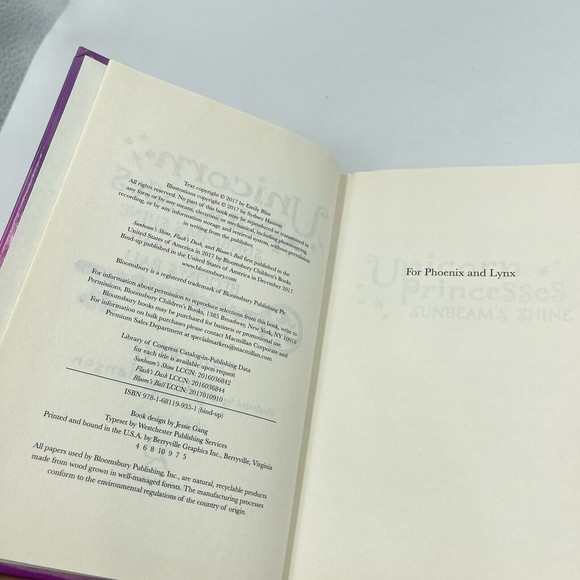 Text copyright © 2017 by Emily Bliss
Illustrations copyright © 2017 by Sydney Hanson
All rights reserved. No part of this book may be reproduced or transmitted in
any form or by any means, electronic or mechanical, including photocopying,
recording, or by any information storage and retrieval system, without permission
in writing from the publisher.
Sunbeam's Shine, Flash's Dash, and Bloom's Ball first published in the
United States of America in 2017 by Bloomsbury Children's Books
Bind-up published in the United States of America in December 2017
www.bloomsbury.com
Bloomsbury is a registered trademark of Bloomsbury Publishing Plc
For information about permission to reproduce selections from this book, write to
Permissions, Bloomsbury Children's Books, 1385 Broadway, New York, NY 10018
Bloomsbury books may be purchased for business or promotional use.
For information on bulk purchases please contact Macmillan Corporate and
Premium Sales Department at specialmarkets@macmillan.com
Library of Congress Catalog-in-Publishing Data
for each title is available upon request
Sunbeam's Shine LCCN: 2016036842
Flash's Dash LCCN: 2016036844
Bloom's Ball LCCN: 2017010910
ISBN 978-1-68119-935-1 (bind-up)
Book design by Jessie Gang
Typeset by Westchester Publishing Services
Printed and bound in the U.S.A. by Berryville Graphics Inc., Berryville, Virginia
4 6 8 10 9 7 5
All papers used by Bloomsbury Publishing, Inc., are natural, recyclable products
made from wood grown in well-managed forests. The manufacturing processes
conform to the environmental regulations of the country of origin.
For Phoenix and Lynx
Unicorn
Princesses
SUNBEAM'S SHINE